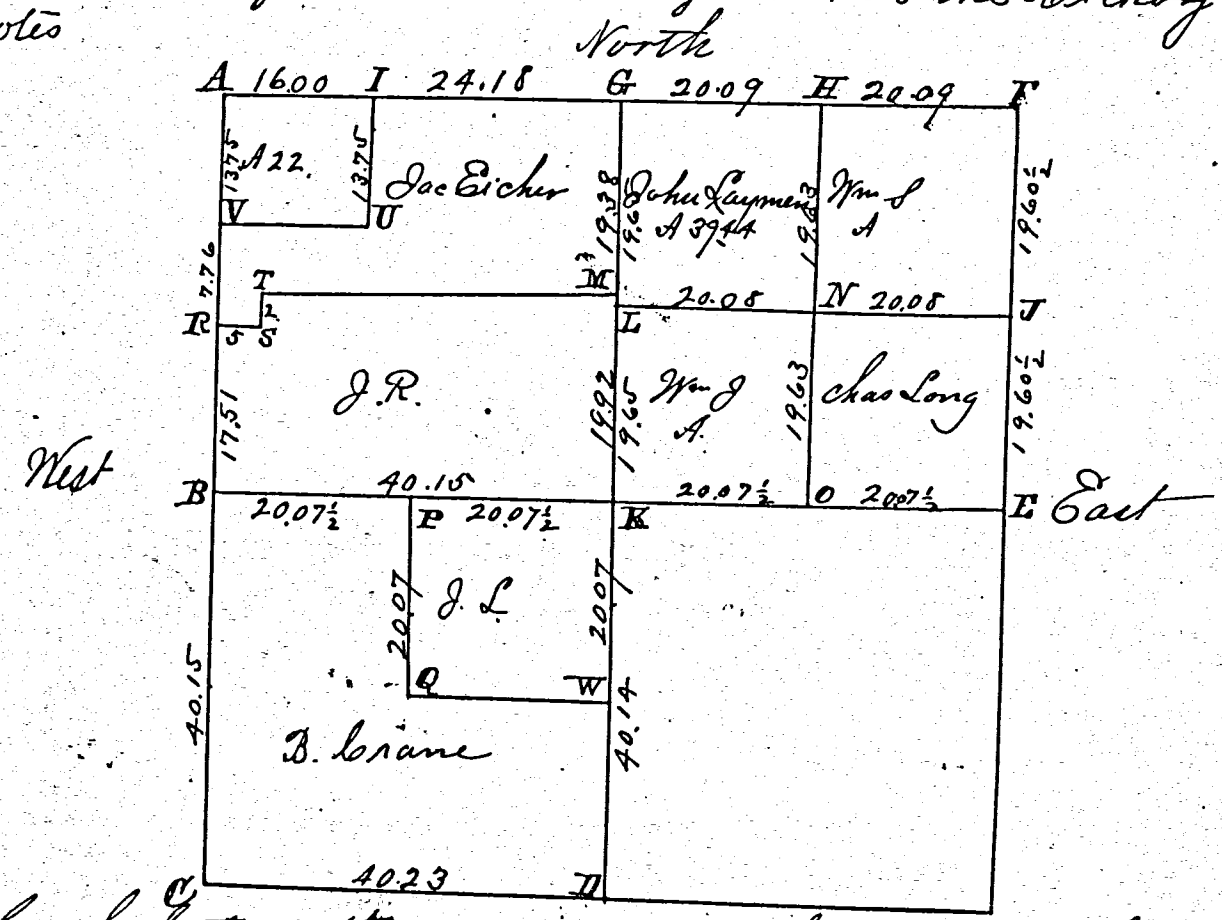 otes
North
A 16.00 I 24.18 G 20.09 H 20.09 F
13.75 A 22. 13.75 Jac Eicher 19.38 19.65 John Laymen 19.63 Wm S 19.60½
A 39.44 A
V U
7.76 T M
R 5 S 2 L 20.08 N 20.08 J
17.51 J.R. 19.92 19.65 Wm J 19.63 Chas Long 19.60½
A.
West
B 40.15 20.07½ O 20.07½ E East
20.07½ P 20.07½ K
20.07 J. L 20.07
40.15 Q W 40.14
B. Crane
C 40.23 D